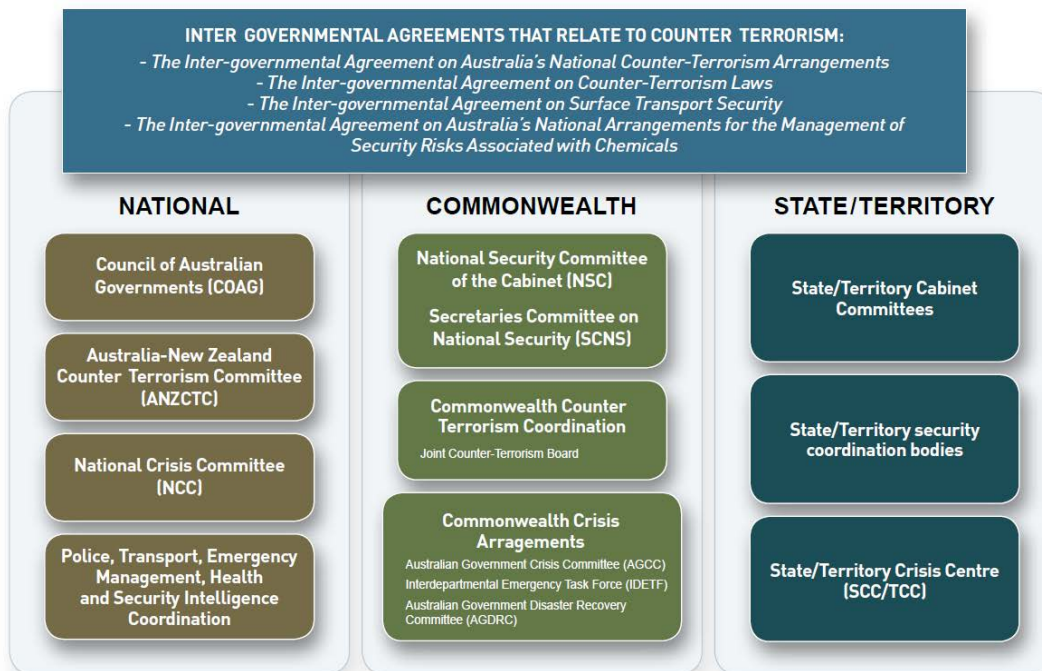 INTER GOVERNMENTAL AGREEMENTS THAT RELATE TO COUNTER TERRORISM:
- The Inter-governmental Agreement on Australia's National Counter-Terrorism Arrangements
- The Inter-governmental Agreement on Counter-Terrorism Laws
- The Inter-governmental Agreement on Surface Transport Security
- The Inter-governmental Agreement on Australia's National Arrangements for the Management of
Security Risks Associated with Chemicals
NATIONAL
Council of Australian
Governments (COAG)
Australia-New Zealand
Counter Terrorism Committee
(ANZCTC)
National Crisis Committee
(NCC)
Police, Transport, Emergency
Management, Health
and Security Intelligence
Coordination
COMMONWEALTH
National Security Committee
of the Cabinet (NSC)
Secretaries Committee on
National Security (SCNS)
Commonwealth Counter
Terrorism Coordination
Joint Counter-Terrorism Board
Commonwealth Crisis
Arragements
Australian Government Crisis Committee (AGCC)
Interdepartmental Emergency Task Force (IDETF)
Australian Government Disaster Recovery
Committee (AGDRC)
STATE/TERRITORY
State/Territory Cabinet
Committees
State/Territory security
coordination bodies
State/Territory Crisis Centre
(SCC/TCC)